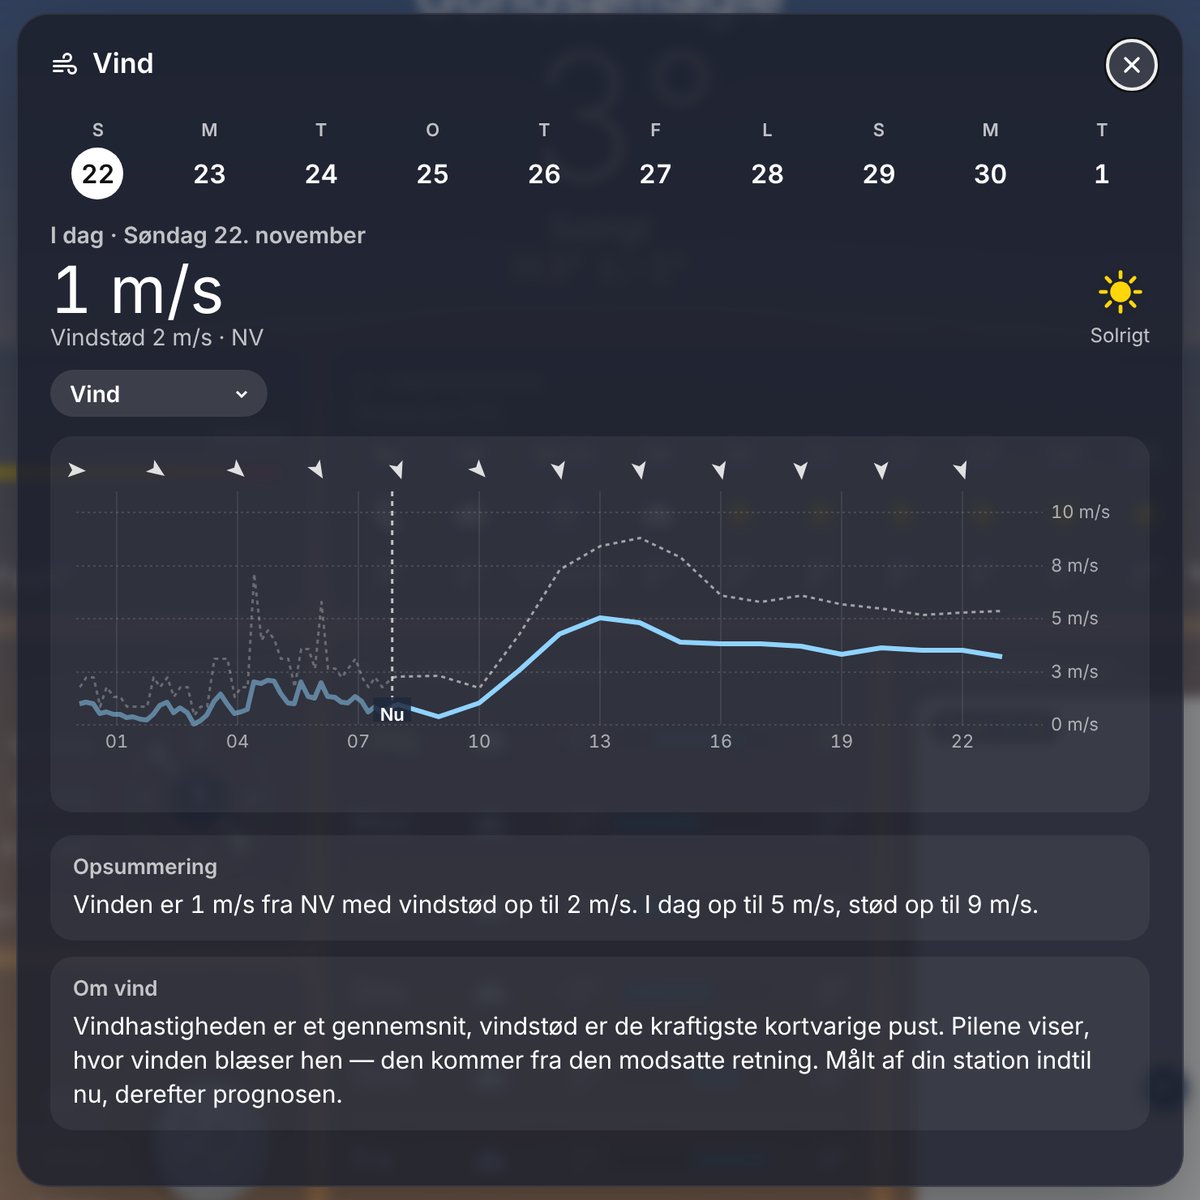 Vind
S M T O T F L S M T
22 23 24 25 26 27 28 29 30 1
I dag · Søndag 22. november
1 m/s
Vindstød 2 m/s · NV
Solrigt
Vind
10 m/s
8 m/s
5 m/s
3 m/s
0 m/s
Nu
01 04 07 10 13 16 19 22
Opsummering
Vinden er 1 m/s fra NV med vindstød op til 2 m/s. I dag op til 5 m/s, stød op til 9 m/s.
Om vind
Vindhastigheden er et gennemsnit, vindstød er de kraftigste kortvarige pust. Pilene viser,
hvor vinden blæser hen — den kommer fra den modsatte retning. Målt af din station indtil
nu, derefter prognosen.